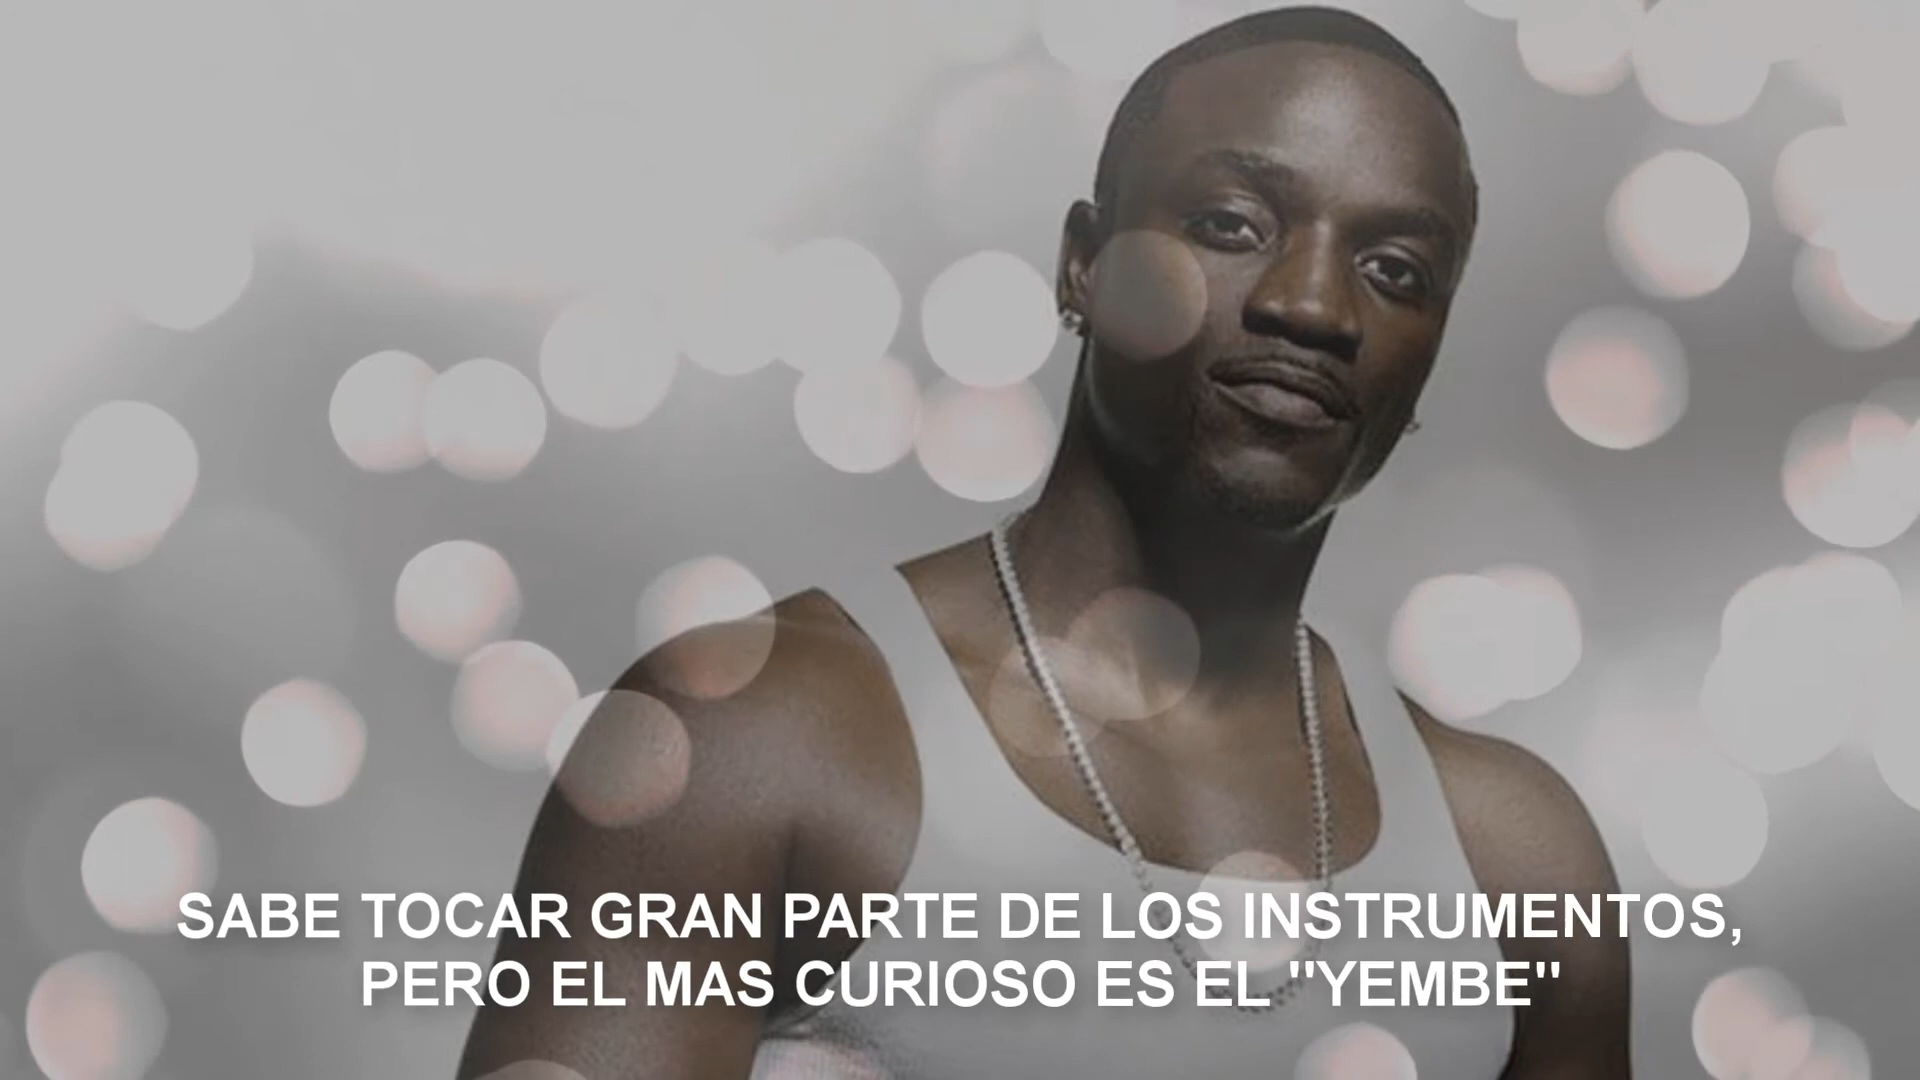 SABE TOCAR GRAN PARTE DE LOS INSTRUMENTOS,
PERO EL MAS CURIOSO ES EL "YEMBE"